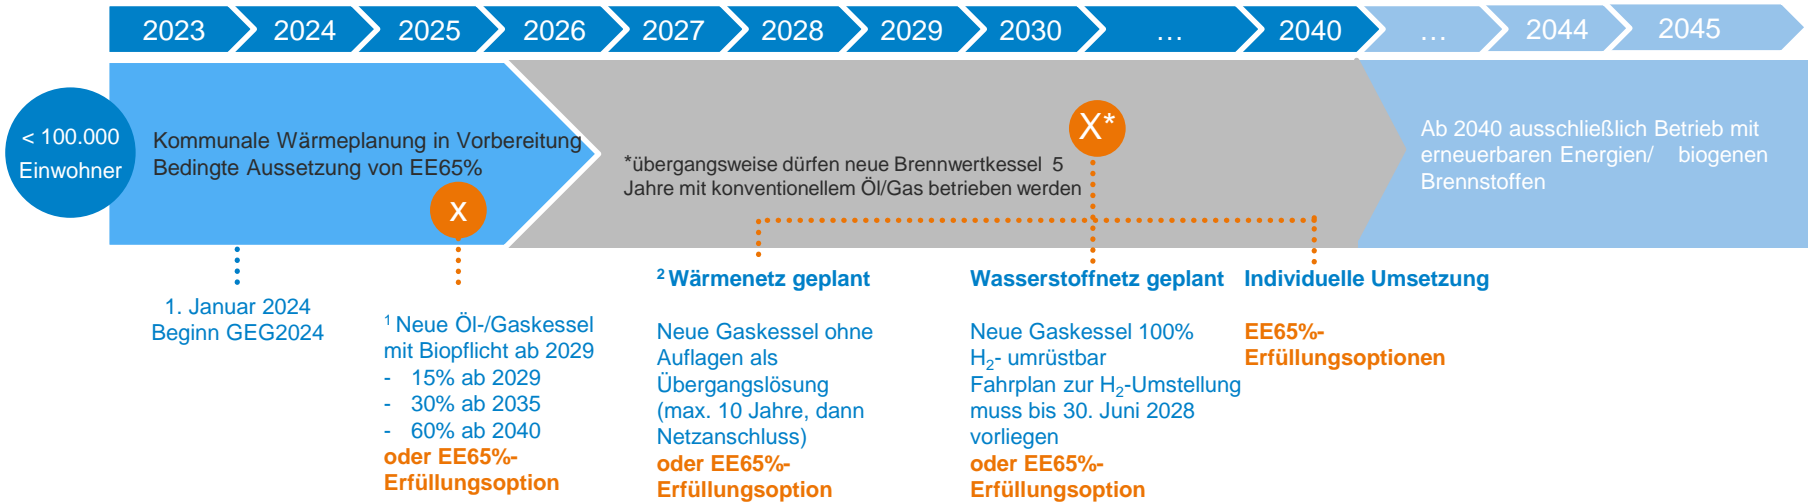 2023 2024 2025 2026 2027 2028 2029 2030 … 2040 … 2044 2045
< 100.000
Einwohner
Kommunale Wärmeplanung in Vorbereitung
Bedingte Aussetzung von EE65%
x
X*
*übergangsweise dürfen neue Brennwertkessel 5
Jahre mit konventionellem Öl/Gas betrieben werden
Ab 2040 ausschließlich Betrieb mit
erneuerbaren Energien/ biogenen
Brennstoffen
1. Januar 2024
Beginn GEG2024
¹ Neue Öl-/Gaskessel
mit Biopflicht ab 2029
- 15% ab 2029
- 30% ab 2035
- 60% ab 2040
oder EE65%-
Erfüllungsoption
² Wärmenetz geplant
Neue Gaskessel ohne
Auflagen als
Übergangslösung
(max. 10 Jahre, dann
Netzanschluss)
oder EE65%-
Erfüllungsoption
Wasserstoffnetz geplant
Neue Gaskessel 100%
H₂- umrüstbar
Fahrplan zur H₂-Umstellung
muss bis 30. Juni 2028
vorliegen
oder EE65%-
Erfüllungsoption
Individuelle Umsetzung
EE65%-
Erfüllungsoptionen